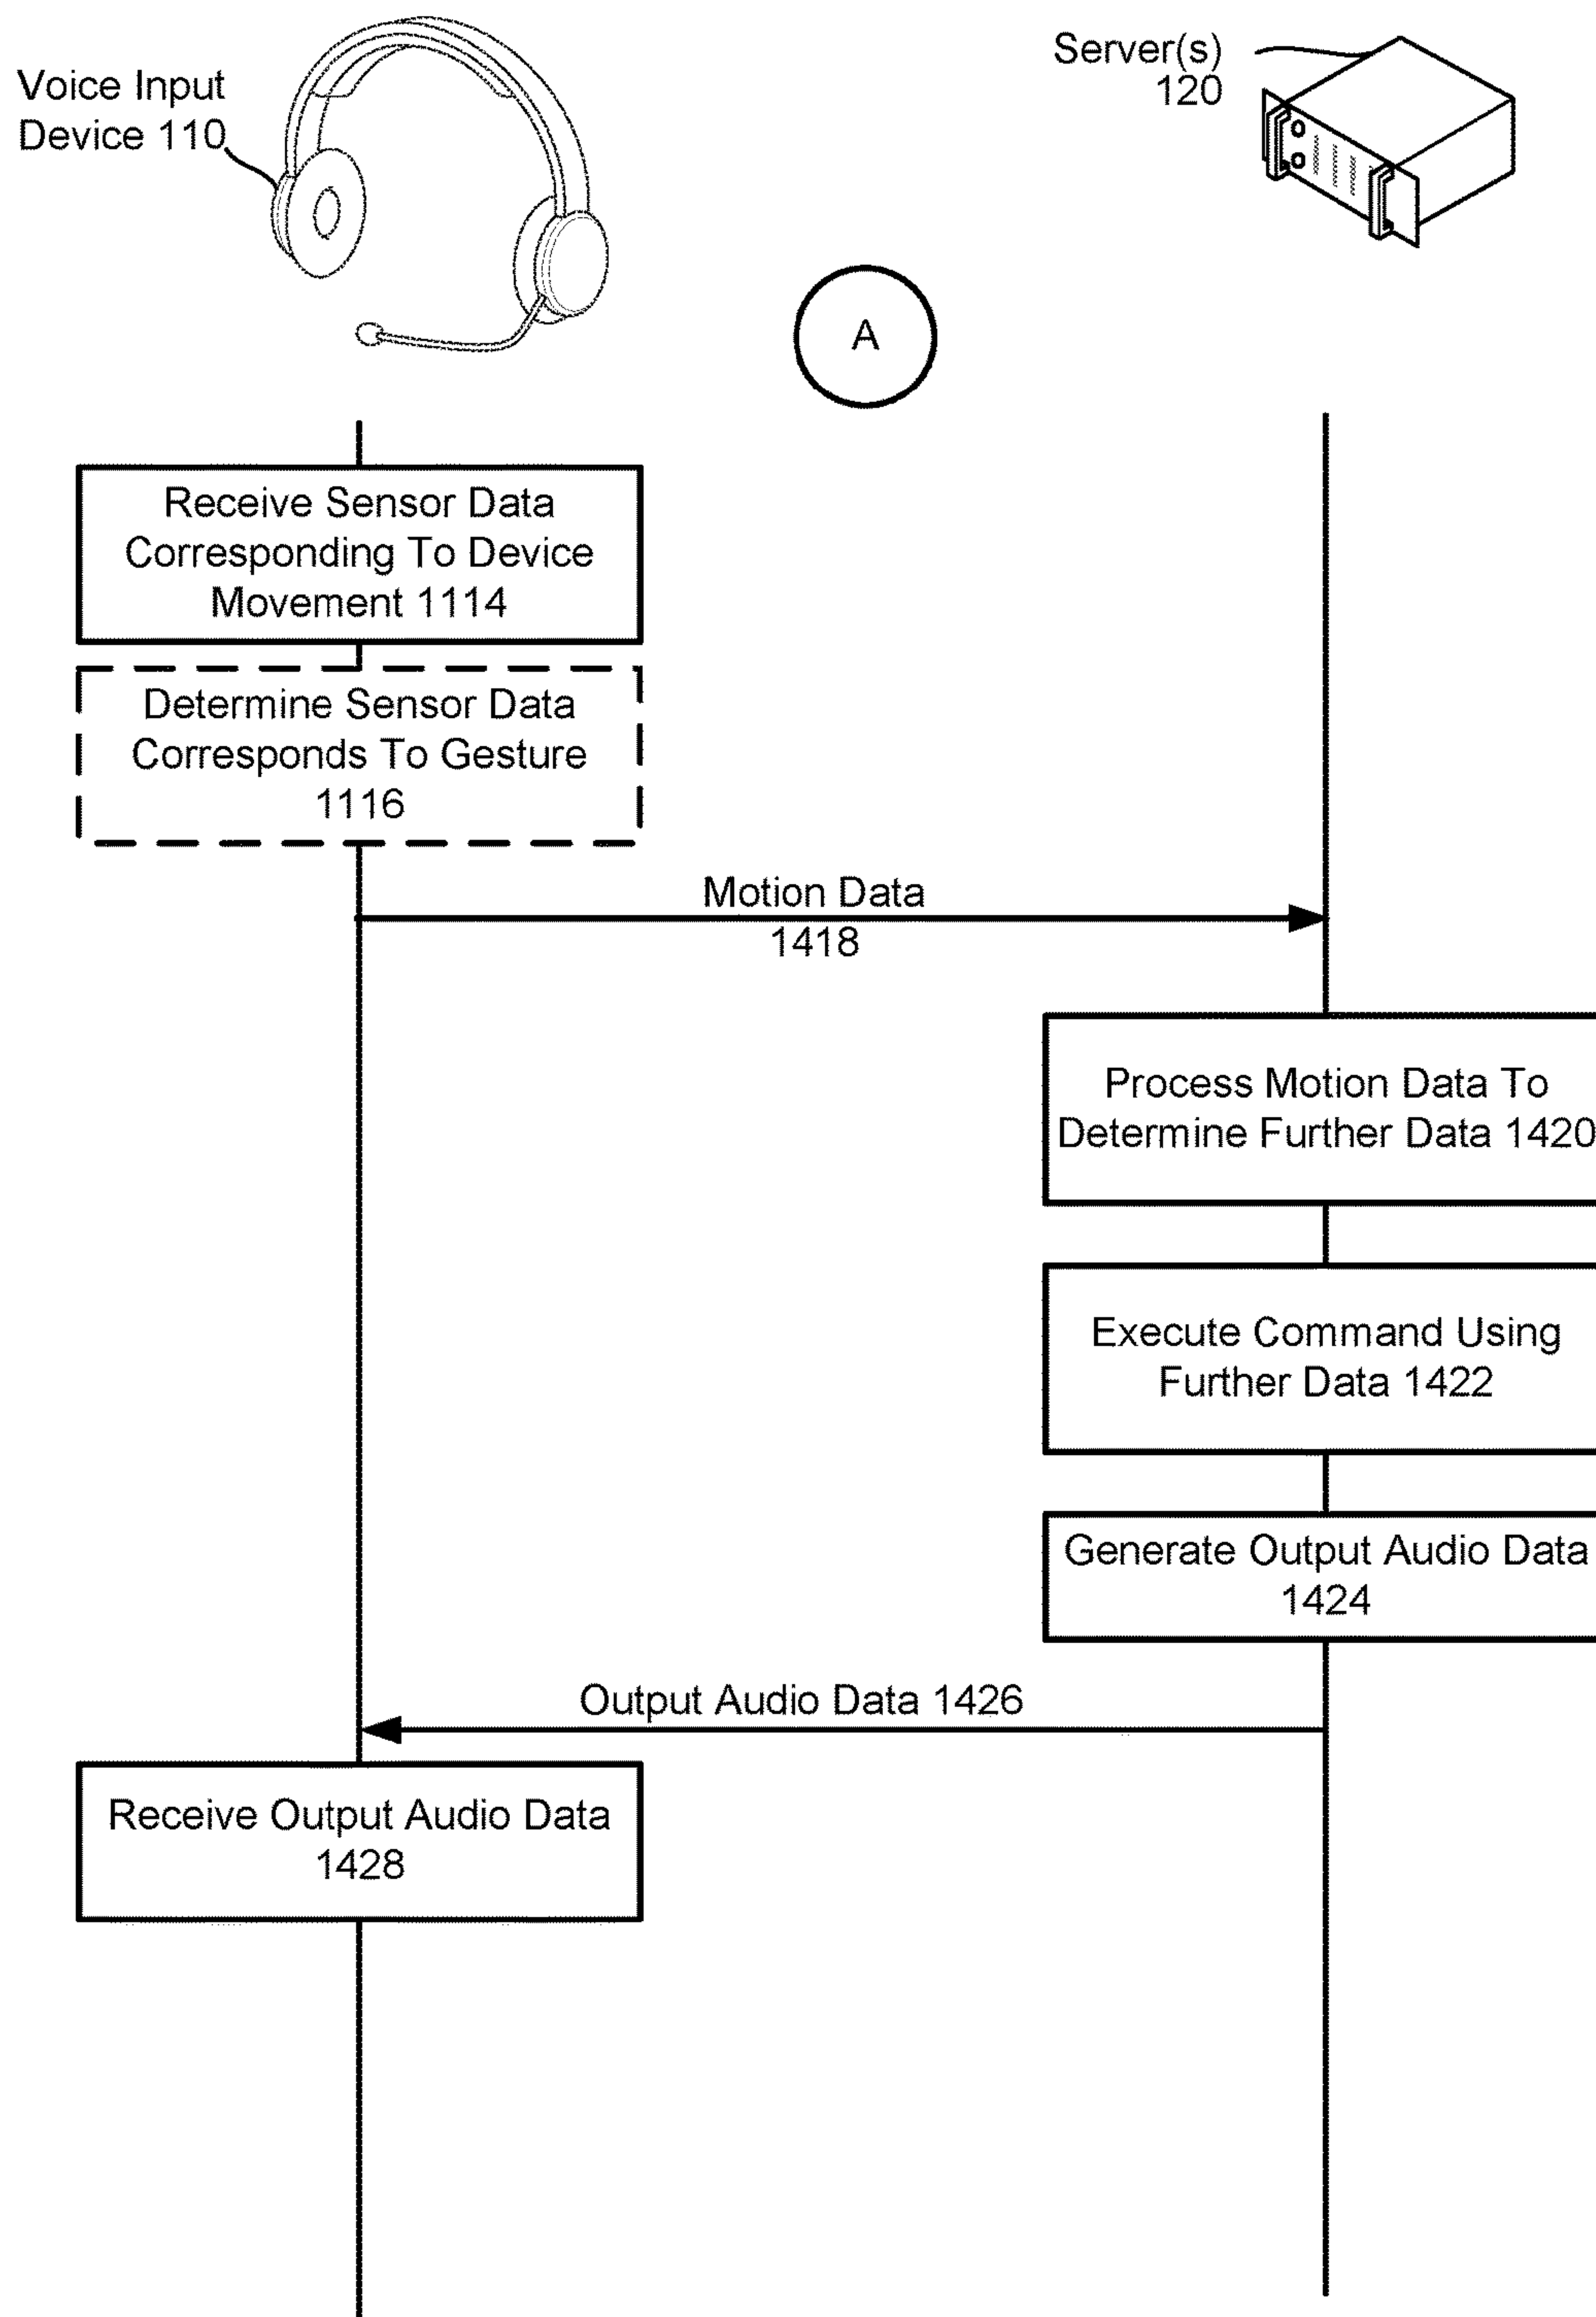 Voice Input
Device 110
Server(s)
120
A
Receive Sensor Data
Corresponding To Device
Movement 1114
Determine Sensor Data
Corresponds To Gesture
1116
Motion Data
1418
Process Motion Data To
Determine Further Data 1420
Execute Command Using
Further Data 1422
Generate Output Audio Data
1424
Output Audio Data 1426
Receive Output Audio Data
1428